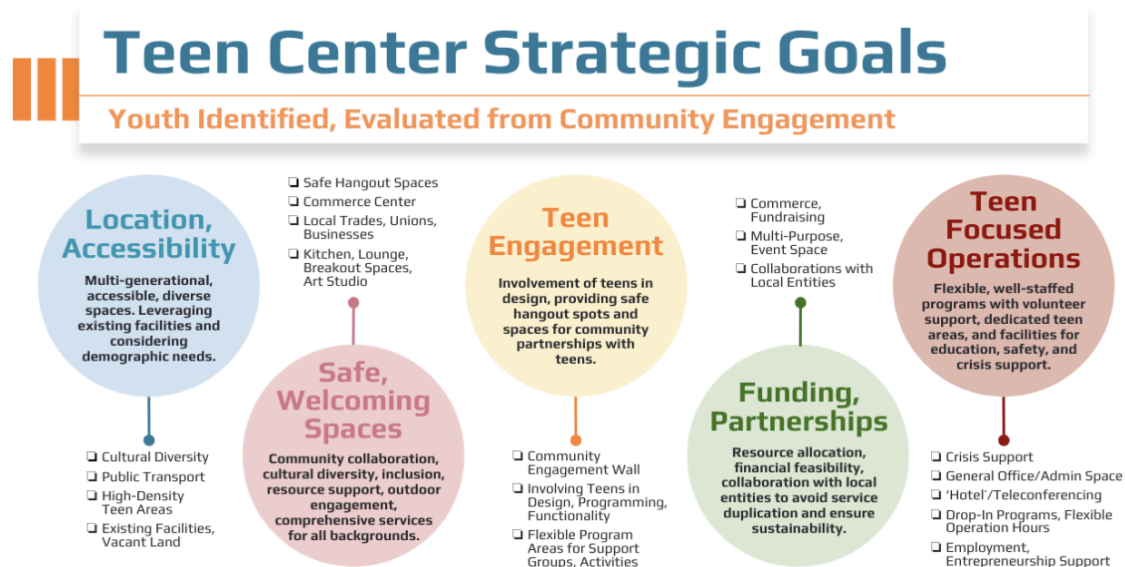 Teen Center Strategic Goals
Youth Identified, Evaluated from Community Engagement
Location,
Accessibility
Multi-generational,
accessible, diverse
spaces. Leveraging
existing facilities and
considering
demographic needs.
❏ Cultural Diversity
❏ Public Transport
❏ High-Density
Teen Areas
❏ Existing Facilities,
Vacant Land
❏ Safe Hangout Spaces
❏ Commerce Center
❏ Local Trades, Unions,
Businesses
❏ Kitchen, Lounge,
Breakout Spaces,
Art Studio
Safe,
Welcoming
Spaces
Community collaboration,
cultural diversity, inclusion,
resource support, outdoor
engagement,
comprehensive services
for all backgrounds.
Teen
Engagement
Involvement of teens in
design, providing safe
hangout spots and
spaces for community
partnerships with
teens.
❏ Community
Engagement Wall
❏ Involving Teens in
Design, Programming,
Functionality
❏ Flexible Program
Areas for Support
Groups, Activities
❏ Commerce,
Fundraising
❏ Multi-Purpose,
Event Space
❏ Collaborations with
Local Entities
Funding,
Partnerships
Resource allocation,
financial feasibility,
collaboration with local
entities to avoid service
duplication and ensure
sustainability.
Teen
Focused
Operations
Flexible, well-staffed
programs with volunteer
support, dedicated teen
areas, and facilities for
education, safety, and
crisis support.
❏ Crisis Support
❏ General Office/Admin Space
❏ ‘Hotel’/Teleconferencing
❏ Drop-In Programs, Flexible
Operation Hours
❏ Employment,
Entrepreneurship Support